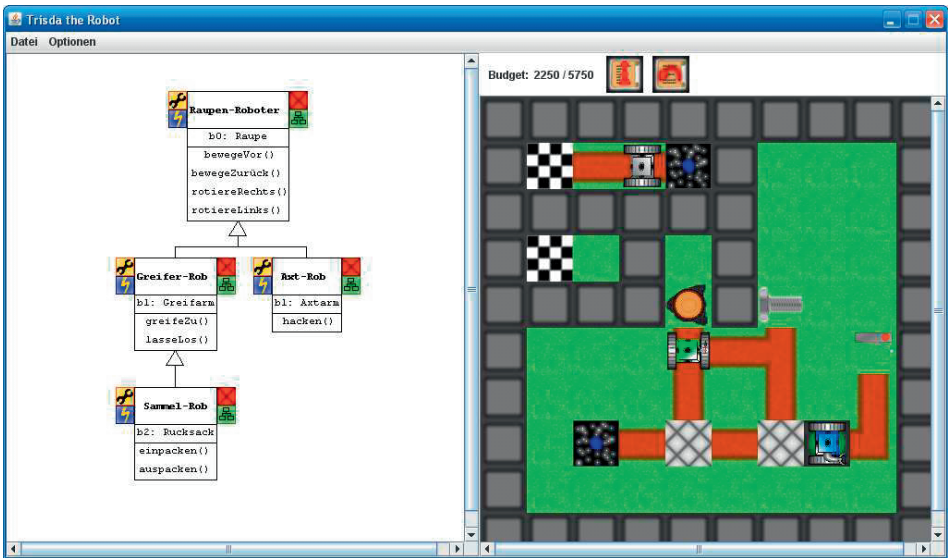 Trisda the Robot
Datei Optionen
Raupen-Roboter
b0: Raupe
bewegeVor()
bewegeZurück()
rotiereRechts()
rotiereLinks()
Greifer-Rob
b1: Greifarm
greifeZu()
lasseLos()
Axt-Rob
b1: Axtarm
hacken()
Sammel-Rob
b2: Rucksack
einpacken()
auspacken()
Budget: 2250 / 5750